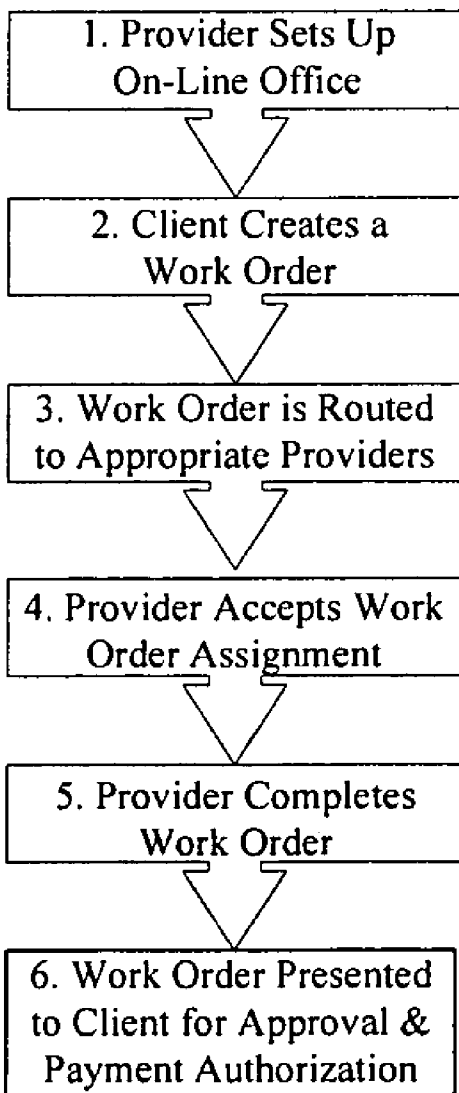 1. Provider Sets Up
On-Line Office
2. Client Creates a
Work Order
3. Work Order is Routed
to Appropriate Providers
4. Provider Accepts Work
Order Assignment
5. Provider Completes
Work Order
6. Work Order Presented
to Client for Approval &
Payment Authorization